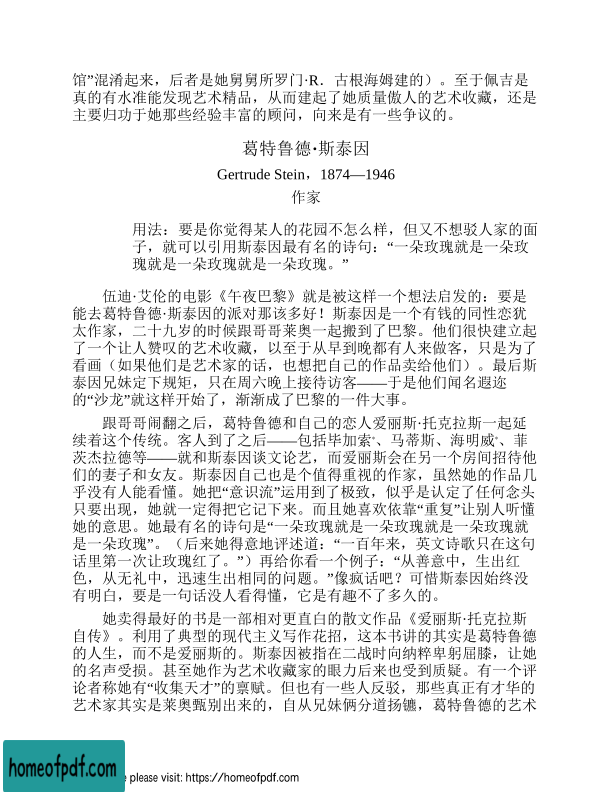 馆”混淆起来，后者是她舅舅所罗门·R．古根海姆建的）。至于佩吉是
真的有水准能发现艺术精品，从而建起了她质量傲人的艺术收藏，还是
主要归功于她那些经验丰富的顾问，向来是有一些争议的。
葛特鲁德·斯泰因
Gertrude Stein，1874—1946
作家
用法：要是你觉得某人的花园不怎么样，但又不想驳人家的面
子，就可以引用斯泰因最有名的诗句：“一朵玫瑰就是一朵玫
瑰就是一朵玫瑰就是一朵玫瑰。”
伍迪·艾伦的电影《午夜巴黎》就是被这样一个想法启发的：要是
能去葛特鲁德·斯泰因的派对那该多好！斯泰因是一个有钱的同性恋犹
太作家，二十九岁的时候跟哥哥莱奥一起搬到了巴黎。他们很快建立起
了一个让人赞叹的艺术收藏，以至于从早到晚都有人来做客，只是为了
看画（如果他们是艺术家的话，也想把自己的作品卖给他们）。最后斯
泰因兄妹定下规矩，只在周六晚上接待访客——于是他们闻名遐迩
的“沙龙”就这样开始了，渐渐成了巴黎的一件大事。
跟哥哥闹翻之后，葛特鲁德和自己的恋人爱丽斯·托克拉斯一起延
续着这个传统。客人到了之后——包括毕加索*、马蒂斯、海明威*、菲
茨杰拉德等——就和斯泰因谈文论艺，而爱丽斯会在另一个房间招待他
们的妻子和女友。斯泰因自己也是个值得重视的作家，虽然她的作品几
乎没有人能看懂。她把“意识流”运用到了极致，似乎是认定了任何念头
只要出现，她就一定得把它记下来。而且她喜欢依靠“重复”让别人听懂
她的意思。她最有名的诗句是“一朵玫瑰就是一朵玫瑰就是一朵玫瑰就
是一朵玫瑰”。（后来她得意地评述道：“一百年来，英文诗歌只在这句
话里第一次让玫瑰红了。”）再给你看一个例子：“从善意中，生出红
色，从无礼中，迅速生出相同的问题。”像疯话吧？可惜斯泰因始终没
有明白，要是一句话没人看得懂，它是有趣不了多久的。
她卖得最好的书是一部相对更直白的散文作品《爱丽斯·托克拉斯
自传》。利用了典型的现代主义写作花招，这本书讲的其实是葛特鲁德
的人生，而不是爱丽斯的。斯泰因被指在二战时向纳粹卑躬屈膝，让她
的名声受损。甚至她作为艺术收藏家的眼力后来也受到质疑。有一个评
论者称她有“收集天才”的禀赋。但也有一些人反驳，那些真正有才华的
艺术家其实是莱奥甄别出来的，自从兄妹俩分道扬镳，葛特鲁德的艺术
homeofpdf.com
e please visit: https://homeofpdf.com